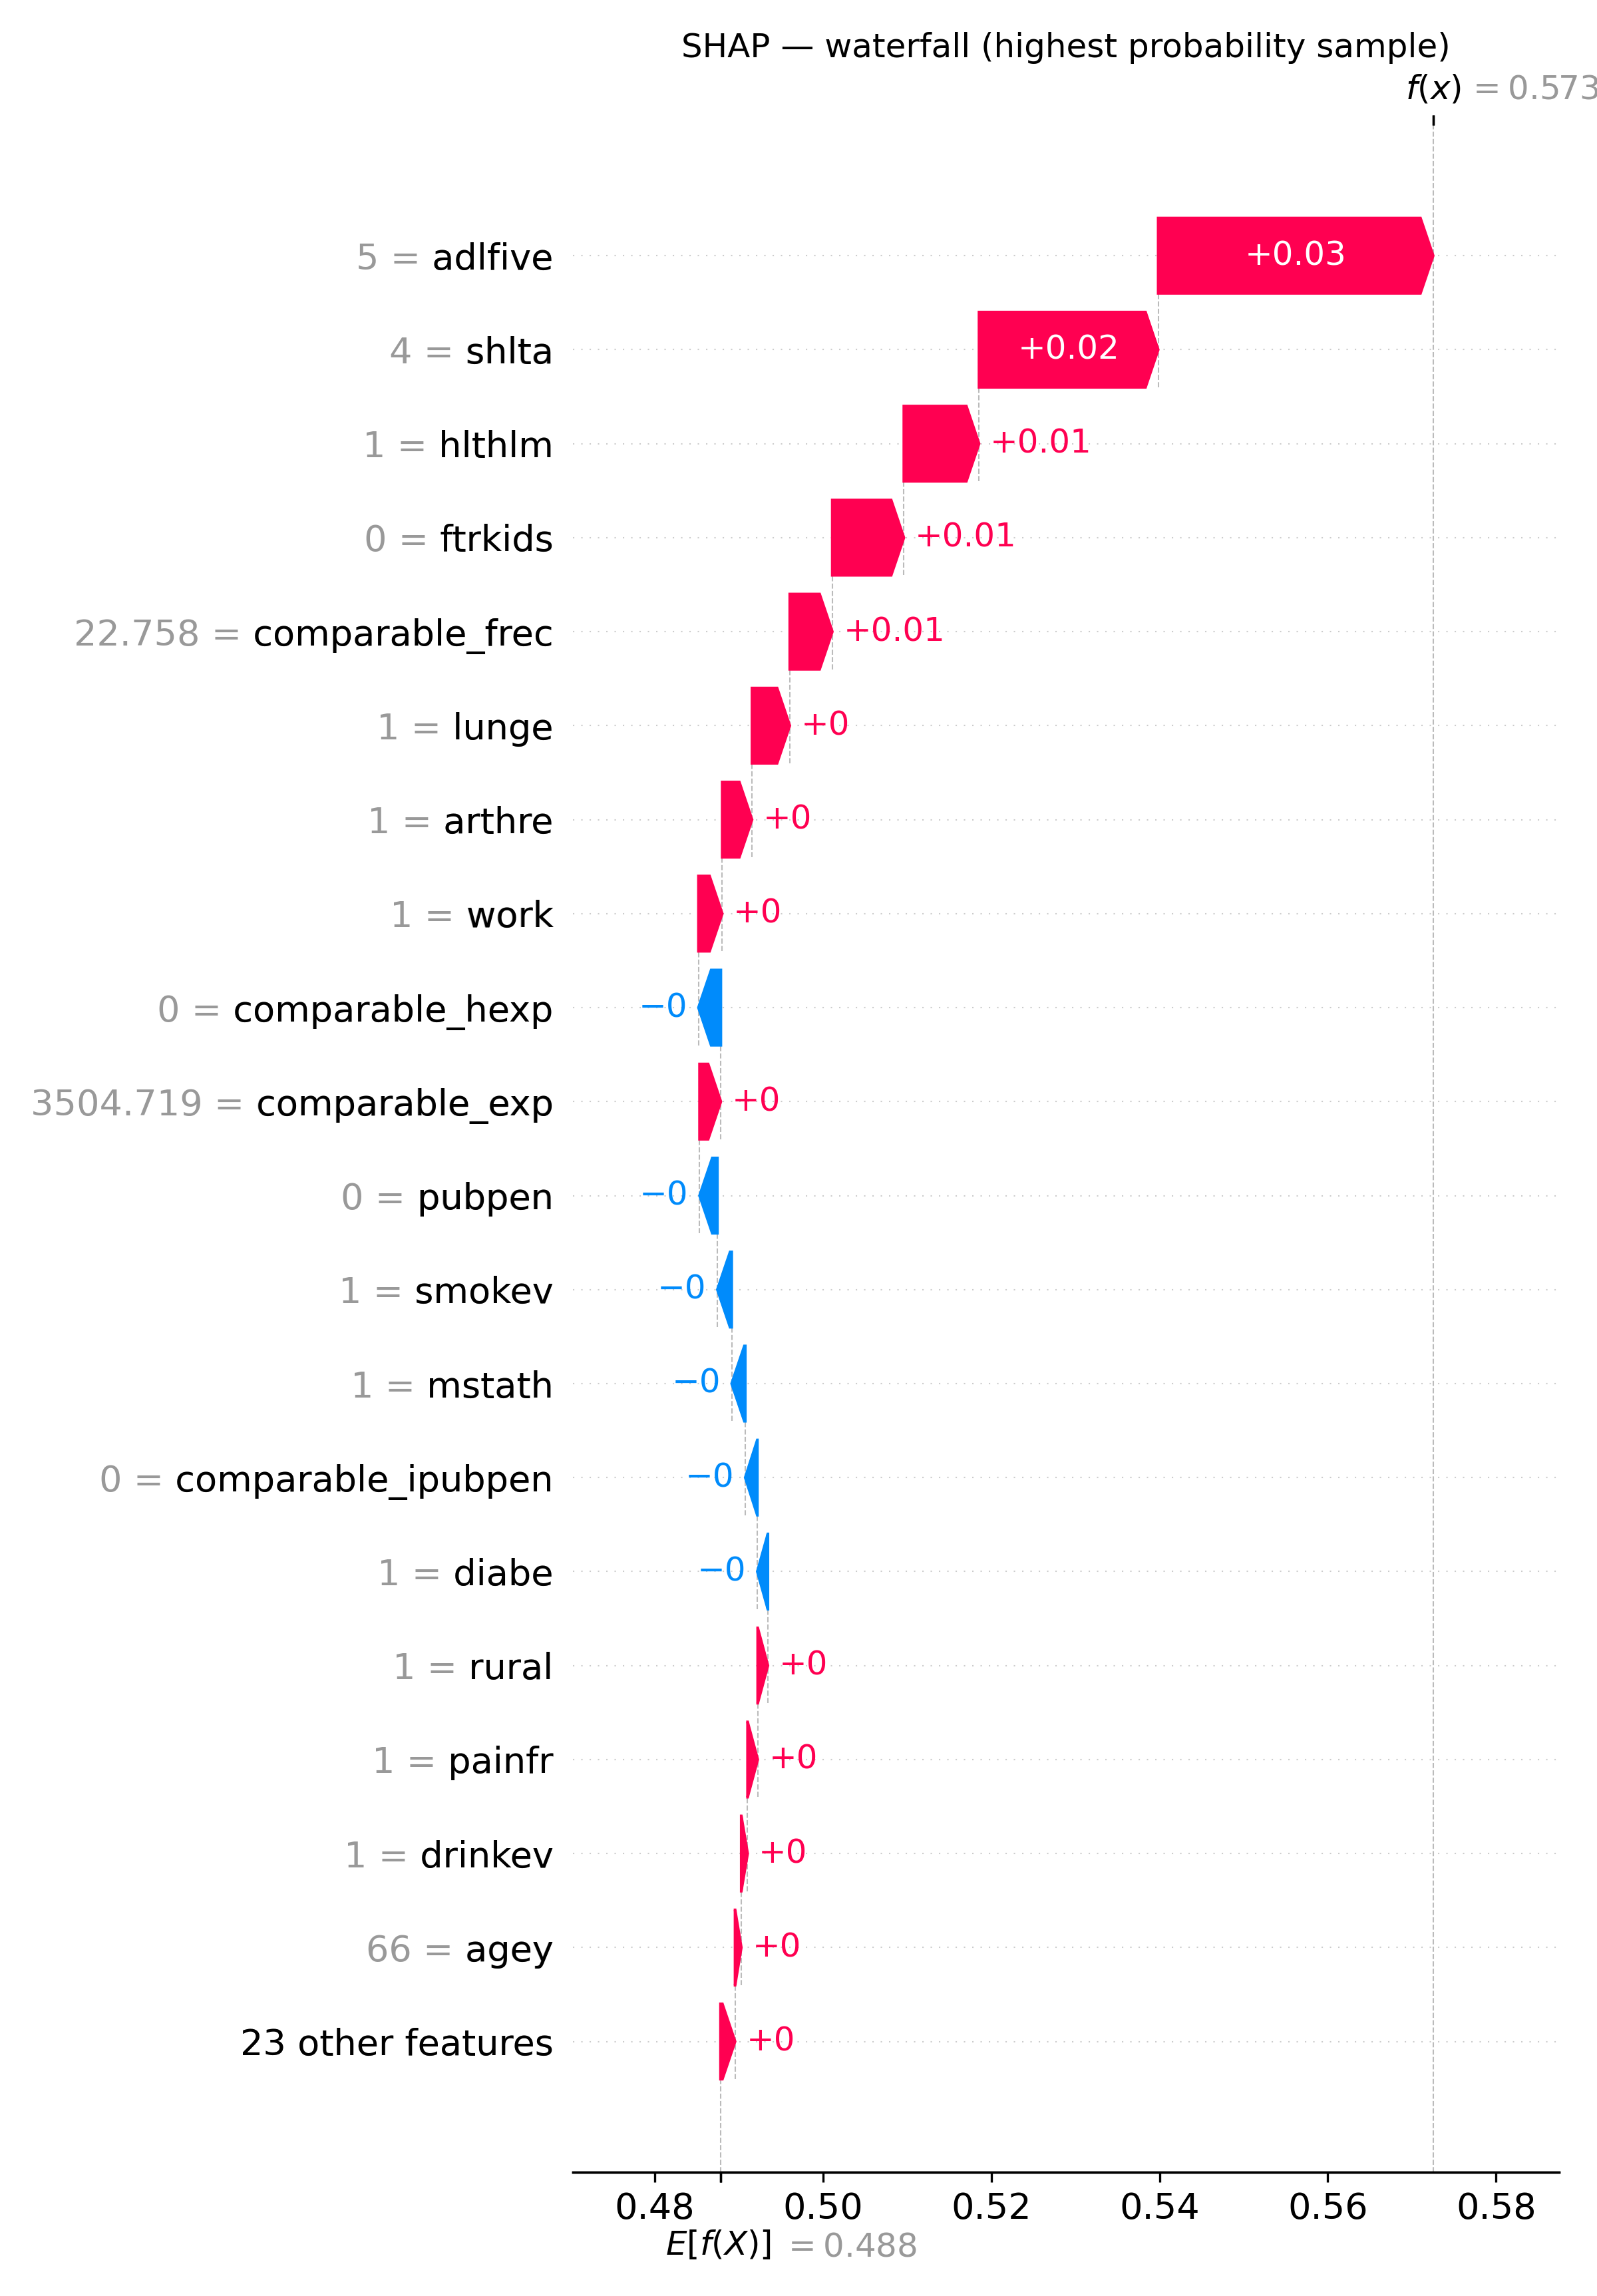 SHAP — waterfall (highest probability sample)
f(x) = 0.573
5 = adlfive +0.03
4 = shlta +0.02
1 = hlthlm +0.01
0 = ftrkids +0.01
22.758 = comparable_frec +0.01
1 = lunge +0
1 = arthre +0
1 = work +0
0 = comparable_hexp −0
3504.719 = comparable_exp +0
0 = pubpen −0
1 = smokev −0
1 = mstath −0
0 = comparable_ipubpen −0
1 = diabe −0
1 = rural +0
1 = painfr +0
1 = drinkev +0
66 = agey +0
23 other features +0
0.48 0.50 0.52 0.54 0.56 0.58
E[f(X)] = 0.488